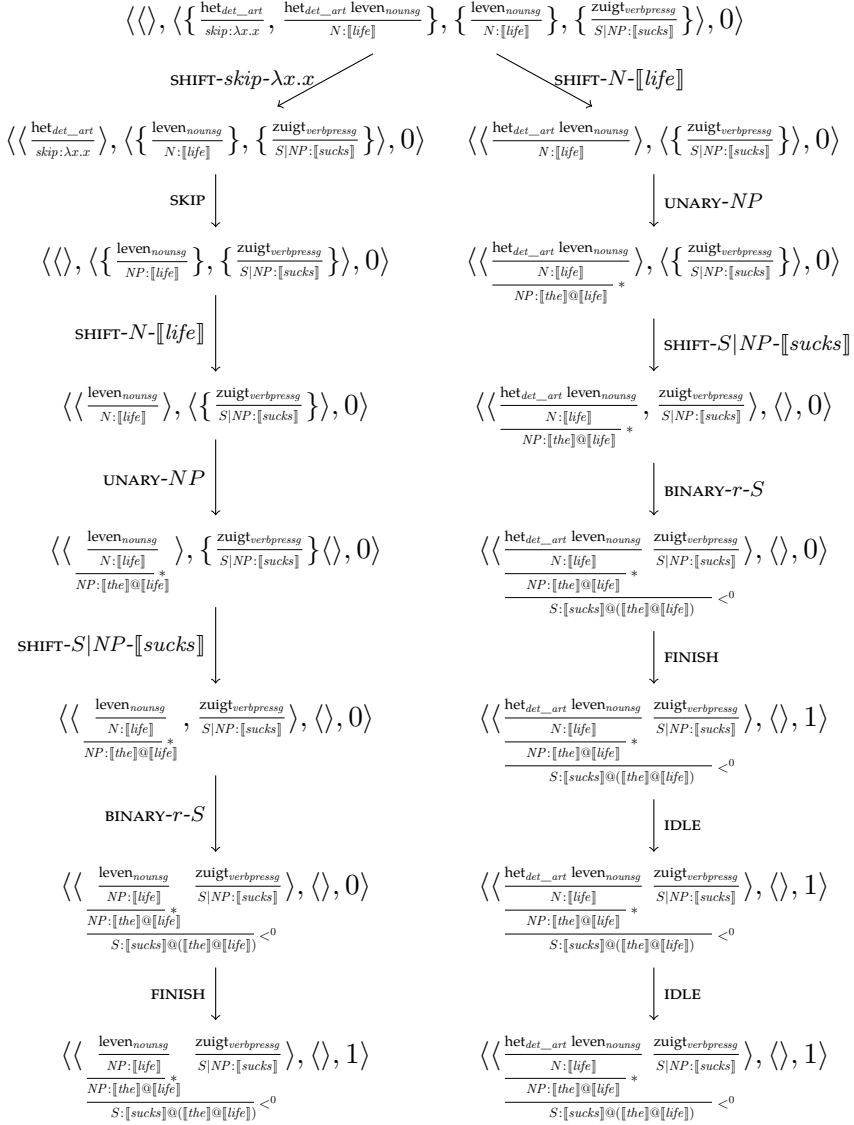 ⟨⟨⟩, ⟨{het_det_art / skip:λx.x, het_det_art leven_nounsg / N:⟦life⟧}, {leven_nounsg / N:⟦life⟧}, {zuigt_verbpressg / S|NP:⟦sucks⟧}⟩, 0⟩
SHIFT-skip-λx.x SHIFT-N-⟦life⟧
⟨⟨het_det_art / skip:λx.x⟩, ⟨{leven_nounsg / N:⟦life⟧}, {zuigt_verbpressg / S|NP:⟦sucks⟧}⟩, 0⟩ ⟨⟨het_det_art leven_nounsg / N:⟦life⟧⟩, ⟨{zuigt_verbpressg / S|NP:⟦sucks⟧}⟩, 0⟩
SKIP UNARY-NP
⟨⟨⟩, ⟨{leven_nounsg / NP:⟦life⟧}, {zuigt_verbpressg / S|NP:⟦sucks⟧}⟩, 0⟩ ⟨⟨het_det_art leven_nounsg / N:⟦life⟧ / NP:⟦the⟧@⟦life⟧ *⟩, ⟨{zuigt_verbpressg / S|NP:⟦sucks⟧}⟩, 0⟩
SHIFT-N-⟦life⟧ SHIFT-S|NP-⟦sucks⟧
⟨⟨leven_nounsg / N:⟦life⟧⟩, ⟨{zuigt_verbpressg / S|NP:⟦sucks⟧}⟩, 0⟩ ⟨⟨het_det_art leven_nounsg / N:⟦life⟧ / NP:⟦the⟧@⟦life⟧ *, zuigt_verbpressg / S|NP:⟦sucks⟧⟩, ⟨⟩, 0⟩
UNARY-NP BINARY-r-S
⟨⟨leven_nounsg / N:⟦life⟧ / NP:⟦the⟧@⟦life⟧ *⟩, {zuigt_verbpressg / S|NP:⟦sucks⟧}⟨⟩, 0⟩ ⟨⟨het_det_art leven_nounsg / N:⟦life⟧ / NP:⟦the⟧@⟦life⟧ * zuigt_verbpressg / S|NP:⟦sucks⟧ / S:⟦sucks⟧@(⟦the⟧@⟦life⟧) <⁰⟩, ⟨⟩, 0⟩
SHIFT-S|NP-⟦sucks⟧ FINISH
⟨⟨leven_nounsg / N:⟦life⟧ / NP:⟦the⟧@⟦life⟧ *, zuigt_verbpressg / S|NP:⟦sucks⟧⟩, ⟨⟩, 0⟩ ⟨⟨het_det_art leven_nounsg / N:⟦life⟧ / NP:⟦the⟧@⟦life⟧ * zuigt_verbpressg / S|NP:⟦sucks⟧ / S:⟦sucks⟧@(⟦the⟧@⟦life⟧) <⁰⟩, ⟨⟩, 1⟩
BINARY-r-S IDLE
⟨⟨leven_nounsg / NP:⟦life⟧ / NP:⟦the⟧@⟦life⟧ * zuigt_verbpressg / S|NP:⟦sucks⟧ / S:⟦sucks⟧@(⟦the⟧@⟦life⟧) <⁰⟩, ⟨⟩, 0⟩ ⟨⟨het_det_art leven_nounsg / N:⟦life⟧ / NP:⟦the⟧@⟦life⟧ * zuigt_verbpressg / S|NP:⟦sucks⟧ / S:⟦sucks⟧@(⟦the⟧@⟦life⟧) <⁰⟩, ⟨⟩, 1⟩
FINISH IDLE
⟨⟨leven_nounsg / NP:⟦life⟧ / NP:⟦the⟧@⟦life⟧ * zuigt_verbpressg / S|NP:⟦sucks⟧ / S:⟦sucks⟧@(⟦the⟧@⟦life⟧) <⁰⟩, ⟨⟩, 1⟩ ⟨⟨het_det_art leven_nounsg / N:⟦life⟧ / NP:⟦the⟧@⟦life⟧ * zuigt_verbpressg / S|NP:⟦sucks⟧ / S:⟦sucks⟧@(⟦the⟧@⟦life⟧) <⁰⟩, ⟨⟩, 1⟩